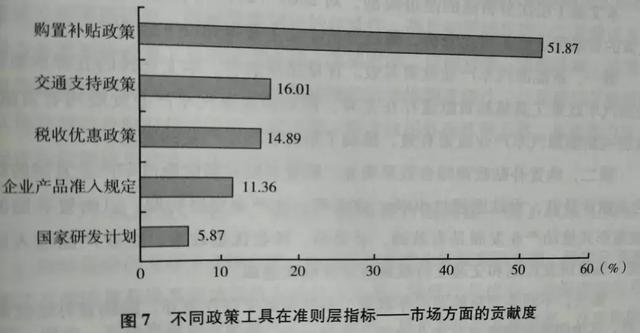 购置补贴政策
51.87
交通支持政策
16.01
税收优惠政策
14.89
企业产品准入规定
11.36
国家研发计划
5.87
0 10 20 30 40 50 60 (%)
图7 不同政策工具在准则层指标——市场方面的贡献度